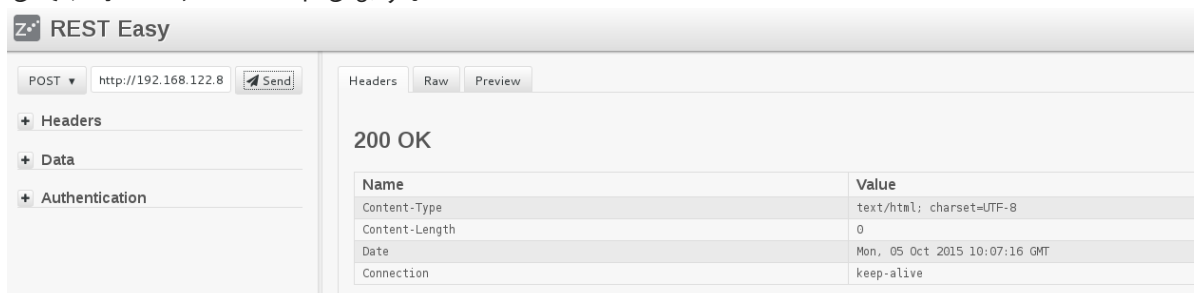 REST Easy
POST ▾ http://192.168.122.8 Send
Headers Raw Preview
+ Headers
200 OK
+ Data
Name Value
+ Authentication
Content-Type text/html; charset=UTF-8
Content-Length 0
Date Mon, 05 Oct 2015 10:07:16 GMT
Connection keep-alive